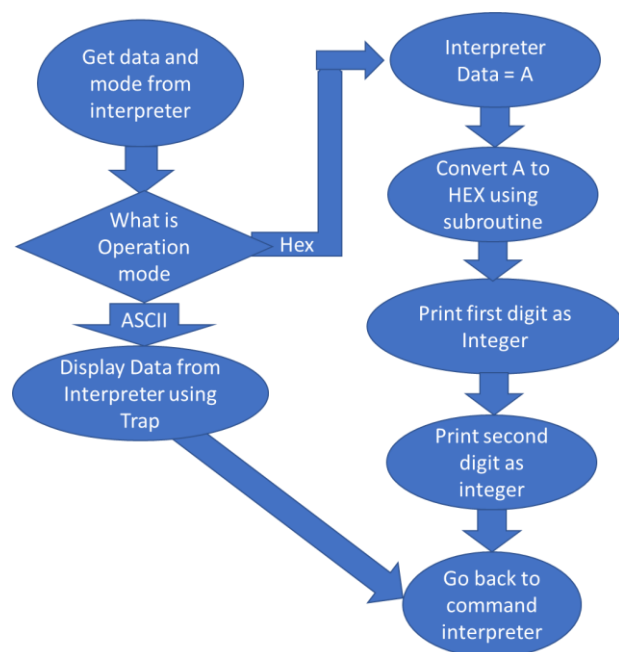 Get data and
mode from
interpreter
What is
Operation
mode
Hex
ASCII
Display Data from
Interpreter using
Trap
Interpreter
Data = A
Convert A to
HEX using
subroutine
Print first digit as
Integer
Print second
digit as
integer
Go back to
command
interpreter